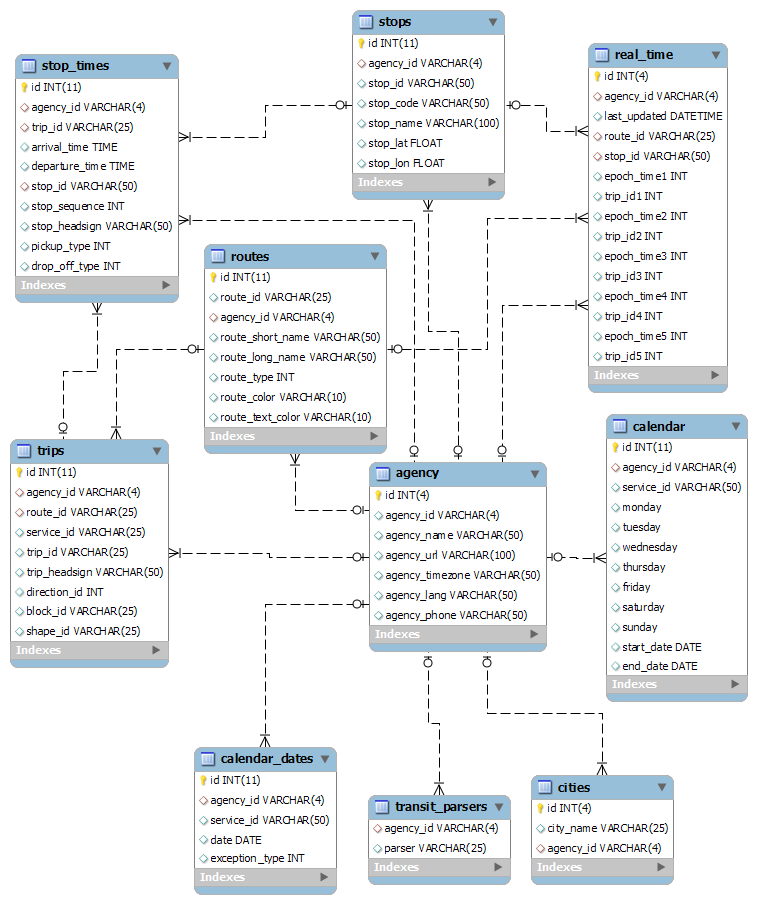 stops
id INT(11)
agency_id VARCHAR(4)
stop_id VARCHAR(50)
stop_code VARCHAR(50)
stop_name VARCHAR(100)
stop_lat FLOAT
stop_lon FLOAT
Indexes
real_time
id INT(4)
agency_id VARCHAR(4)
last_updated DATETIME
route_id VARCHAR(25)
stop_id VARCHAR(50)
epoch_time1 INT
trip_id1 INT
epoch_time2 INT
trip_id2 INT
epoch_time3 INT
trip_id3 INT
epoch_time4 INT
trip_id4 INT
epoch_time5 INT
trip_id5 INT
Indexes
stop_times
id INT(11)
agency_id VARCHAR(4)
trip_id VARCHAR(25)
arrival_time TIME
departure_time TIME
stop_id VARCHAR(50)
stop_sequence INT
stop_headsign VARCHAR(50)
pickup_type INT
drop_off_type INT
Indexes
routes
id INT(11)
route_id VARCHAR(25)
agency_id VARCHAR(4)
route_short_name VARCHAR(50)
route_long_name VARCHAR(50)
route_type INT
route_color VARCHAR(10)
route_text_color VARCHAR(10)
Indexes
calendar
id INT(11)
agency_id VARCHAR(4)
service_id VARCHAR(50)
monday
tuesday
wednesday
thursday
friday
saturday
sunday
start_date DATE
end_date DATE
Indexes
trips
id INT(11)
agency_id VARCHAR(4)
route_id VARCHAR(25)
service_id VARCHAR(25)
trip_id VARCHAR(25)
trip_headsign VARCHAR(50)
direction_id INT
block_id VARCHAR(25)
shape_id VARCHAR(25)
Indexes
agency
id INT(4)
agency_id VARCHAR(4)
agency_name VARCHAR(50)
agency_url VARCHAR(100)
agency_timezone VARCHAR(50)
agency_lang VARCHAR(50)
agency_phone VARCHAR(50)
Indexes
calendar_dates
id INT(11)
agency_id VARCHAR(4)
service_id VARCHAR(50)
date DATE
exception_type INT
Indexes
transit_parsers
agency_id VARCHAR(4)
parser VARCHAR(25)
Indexes
cities
id INT(4)
city_name VARCHAR(25)
agency_id VARCHAR(4)
Indexes